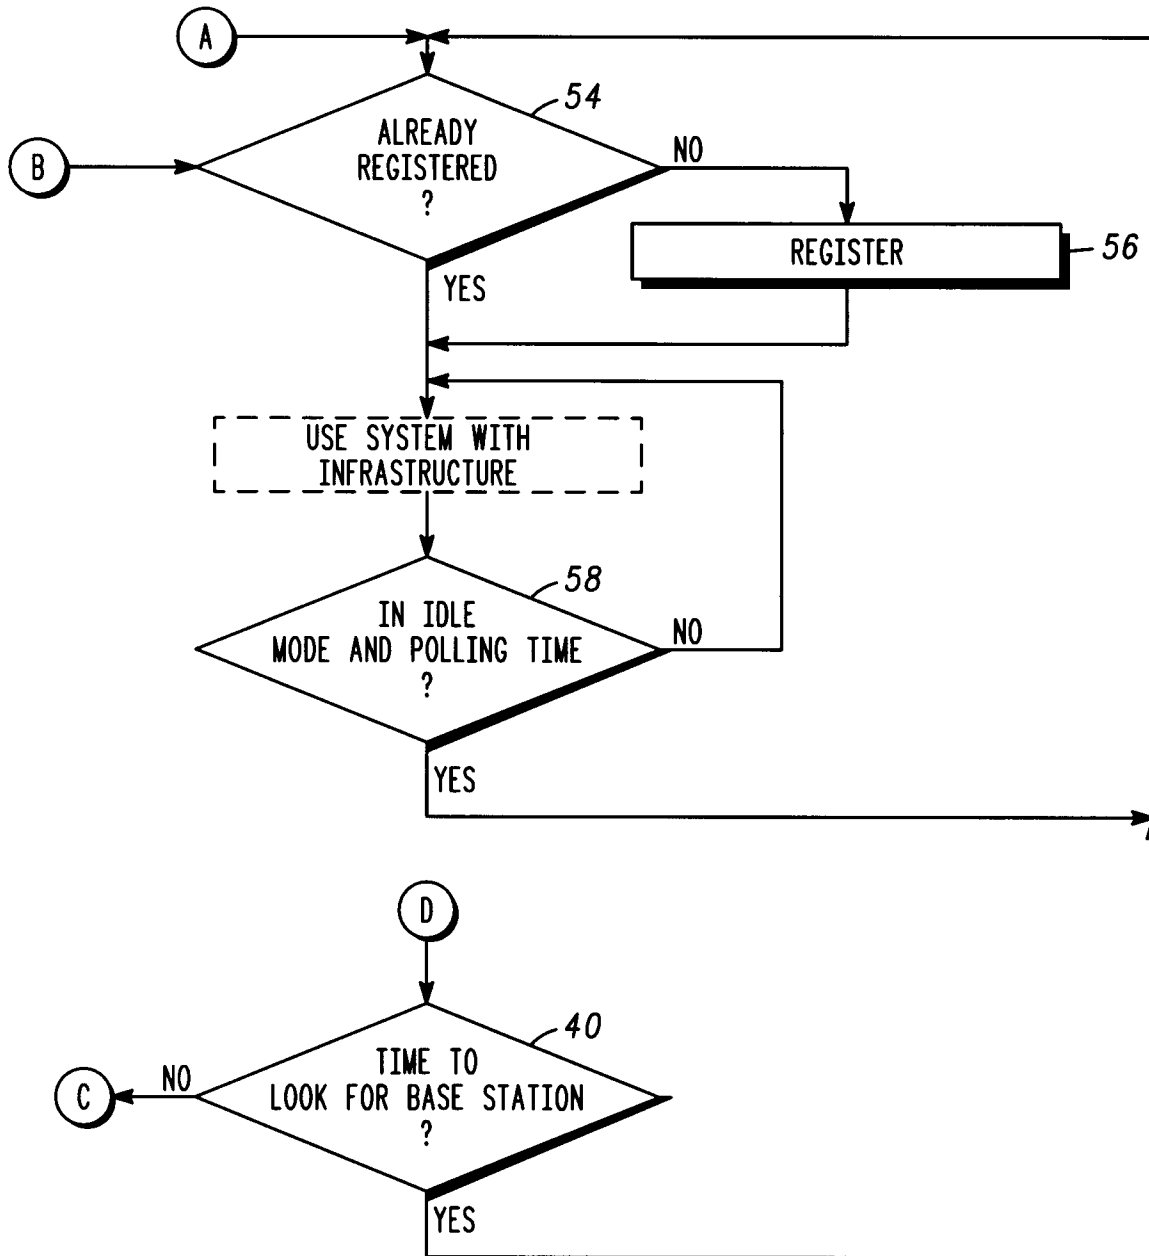 A
54
ALREADY
REGISTERED
?
B
NO
REGISTER
56
YES
USE SYSTEM WITH
INFRASTRUCTURE
58
IN IDLE
MODE AND POLLING TIME
?
NO
YES
D
40
TIME TO
LOOK FOR BASE STATION
?
NO
C
YES